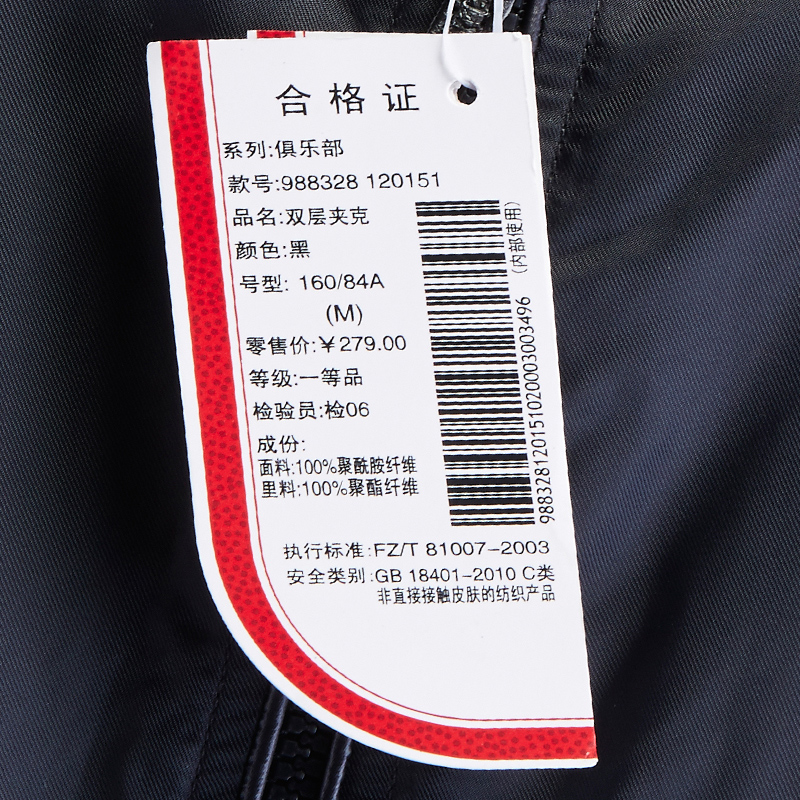 合格证
系列:俱乐部
款号:988328 120151
品名:双层夹克
颜色:黑
号型: 160/84A
(M)
零售价:￥279.00
等级:一等品
检验员:检06
成份:
面料:100%聚酰胺纤维
里料:100%聚酯纤维
(内部使用)
988328120151020003003496
执行标准:FZ/T 81007-2003
安全类别:GB 18401-2010 C类
非直接接触皮肤的纺织产品